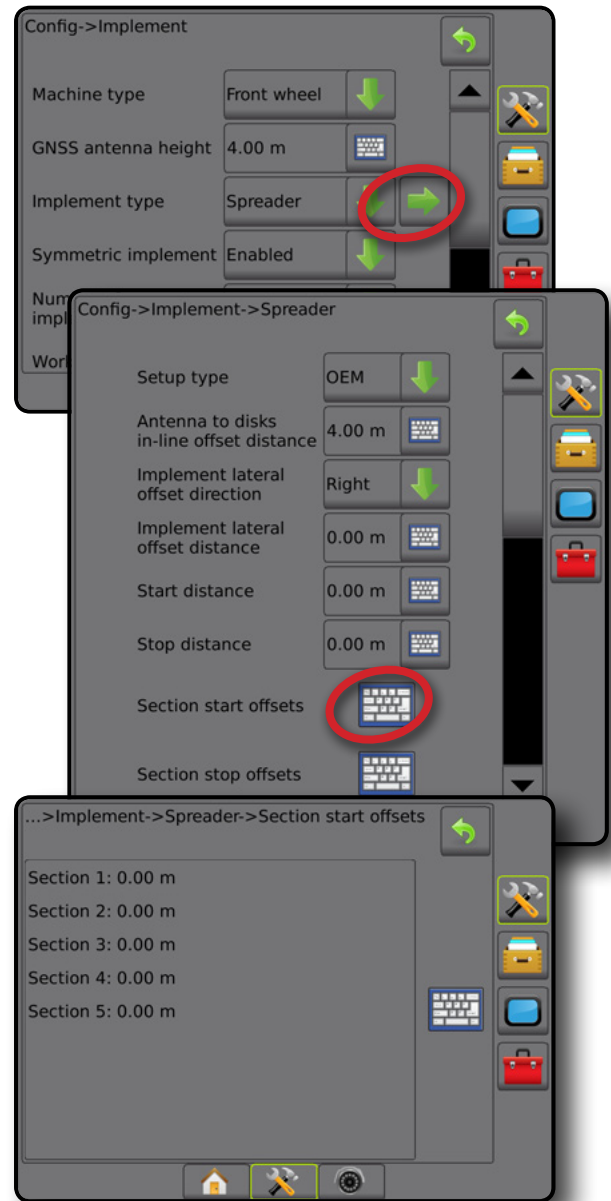 Config->Implement
Machine type Front wheel
GNSS antenna height 4.00 m
Implement type Spreader
Symmetric implement Enabled
Config->Implement->Spreader
Setup type OEM
Antenna to disks
in-line offset distance 4.00 m
Implement lateral
offset direction Right
Implement lateral
offset distance 0.00 m
Start distance 0.00 m
Stop distance 0.00 m
Section start offsets
Section stop offsets
...>Implement->Spreader->Section start offsets
Section 1: 0.00 m
Section 2: 0.00 m
Section 3: 0.00 m
Section 4: 0.00 m
Section 5: 0.00 m